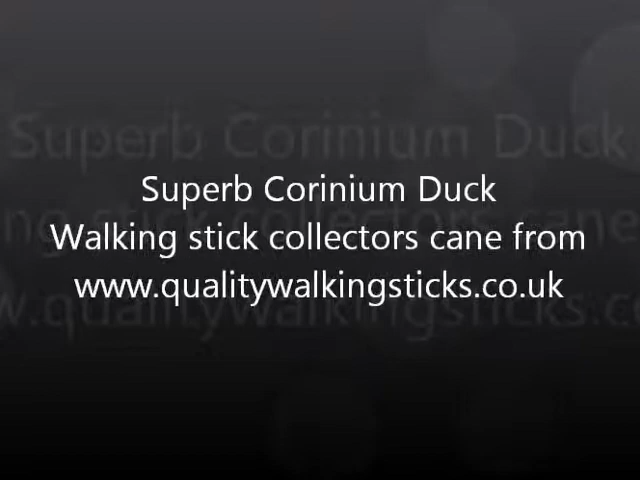 Superb Corinium Duck
Walking stick collectors cane from
www.qualitywalkingsticks.co.uk